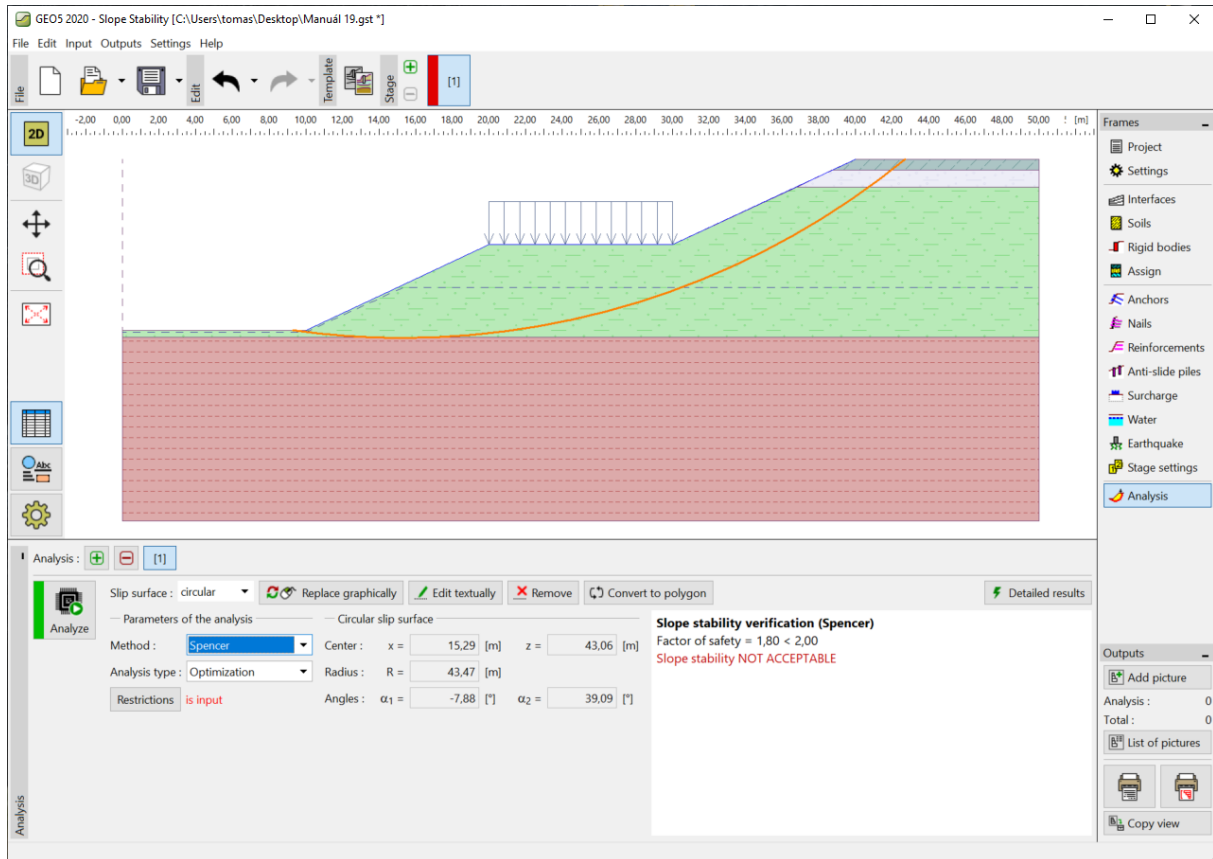 GEO5 2020 - Slope Stability [C:\Users\tomas\Desktop\Manuál 19.gst *]
File Edit Input Outputs Settings Help
File
Edit
Template
Stage
[1]
-2,00 0,00 2,00 4,00 6,00 8,00 10,00 12,00 14,00 16,00 18,00 20,00 22,00 24,00 26,00 28,00 30,00 32,00 34,00 36,00 38,00 40,00 42,00 44,00 46,00 48,00 50,00 [m]
2D
3D
Abc
Frames
Project
Settings
Interfaces
Soils
Rigid bodies
Assign
Anchors
Nails
Reinforcements
Anti-slide piles
Surcharge
Water
Earthquake
Stage settings
Analysis
Analysis : [1]
Analyze
Slip surface : circular Replace graphically Edit textually Remove Convert to polygon Detailed results
Parameters of the analysis Circular slip surface
Method : Spencer Center : x = 15,29 [m] z = 43,06 [m]
Analysis type : Optimization Radius : R = 43,47 [m]
Restrictions is input Angles : α1 = -7,88 [°] α2 = 39,09 [°]
Slope stability verification (Spencer)
Factor of safety = 1,80 < 2,00
Slope stability NOT ACCEPTABLE
Analysis
Outputs
Add picture
Analysis : 0
Total : 0
List of pictures
Copy view